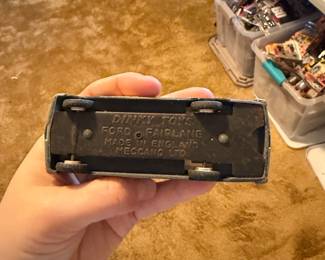 DINKY TOYS
FORD FAIRLANE
MADE IN ENGLAND
MECCANO LTD